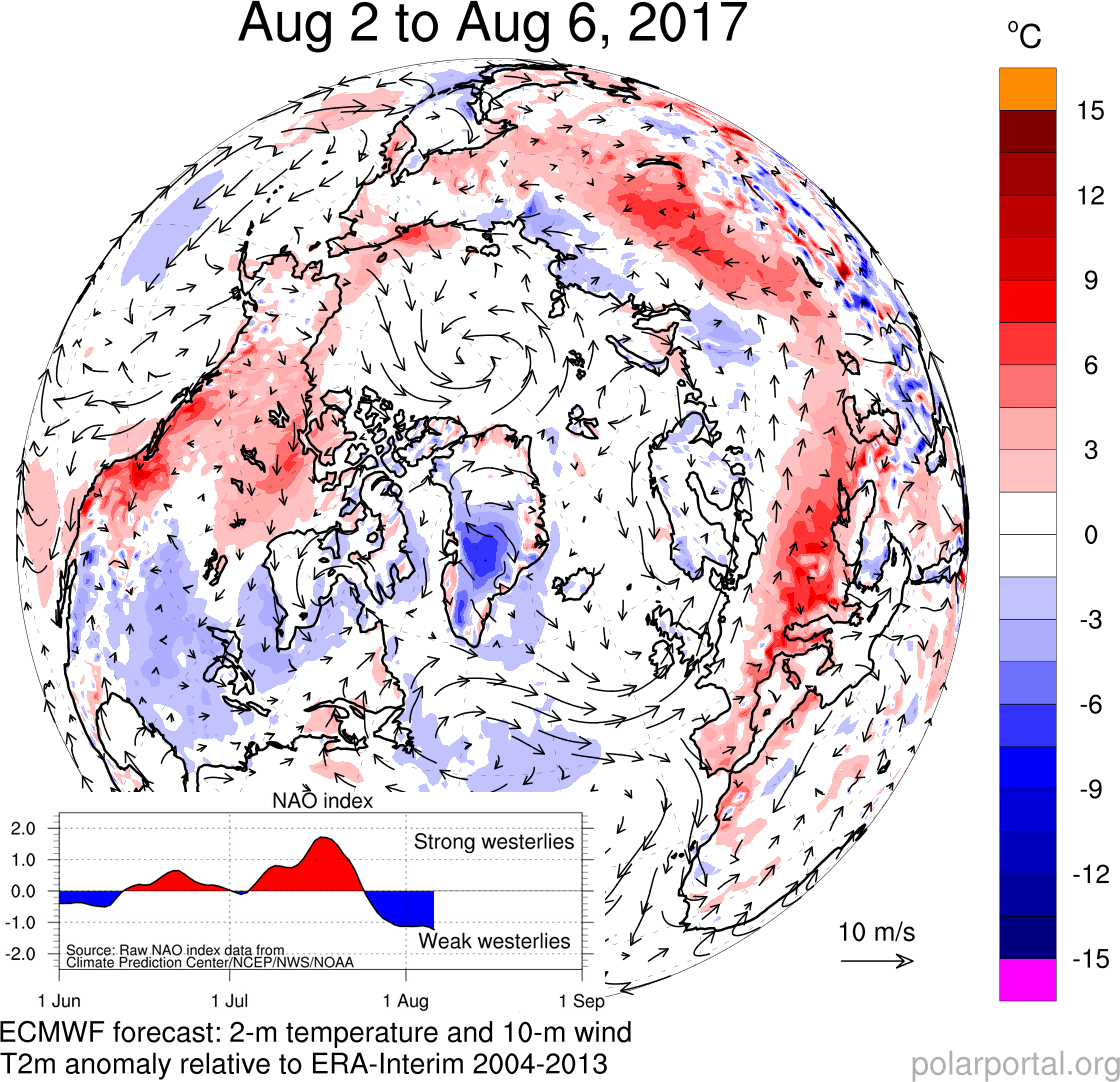 Aug 2 to Aug 6, 2017
oC
15
12
9
6
3
0
-3
-6
-9
-12
-15
10 m/s
NAO index
2.0
1.0
0.0
-1.0
-2.0
Strong westerlies
Weak westerlies
Source: Raw NAO index data from
Climate Prediction Center/NCEP/NWS/NOAA
1 Jun
1 Jul
1 Aug
1 Sep
ECMWF forecast: 2-m temperature and 10-m wind
T2m anomaly relative to ERA-Interim 2004-2013
polarportal.org